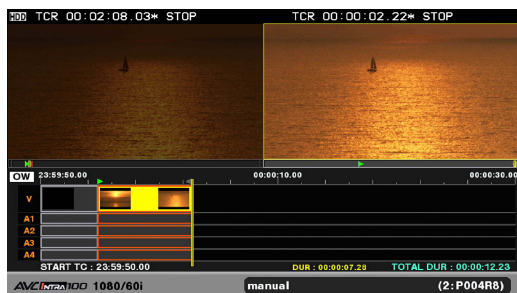 HDD TCR 00:02:08.03* STOP TCR 00:00:02.22* STOP
OW 23:59:50.00 00:00:10.00 00:00:30.00
V
A1
A2
A3
A4
START TC : 23:59:50.00 DUR : 00:00:07.28 TOTAL DUR : 00:00:12.23
AVC INTRA 100 1080/60i manual (2:P004R8)